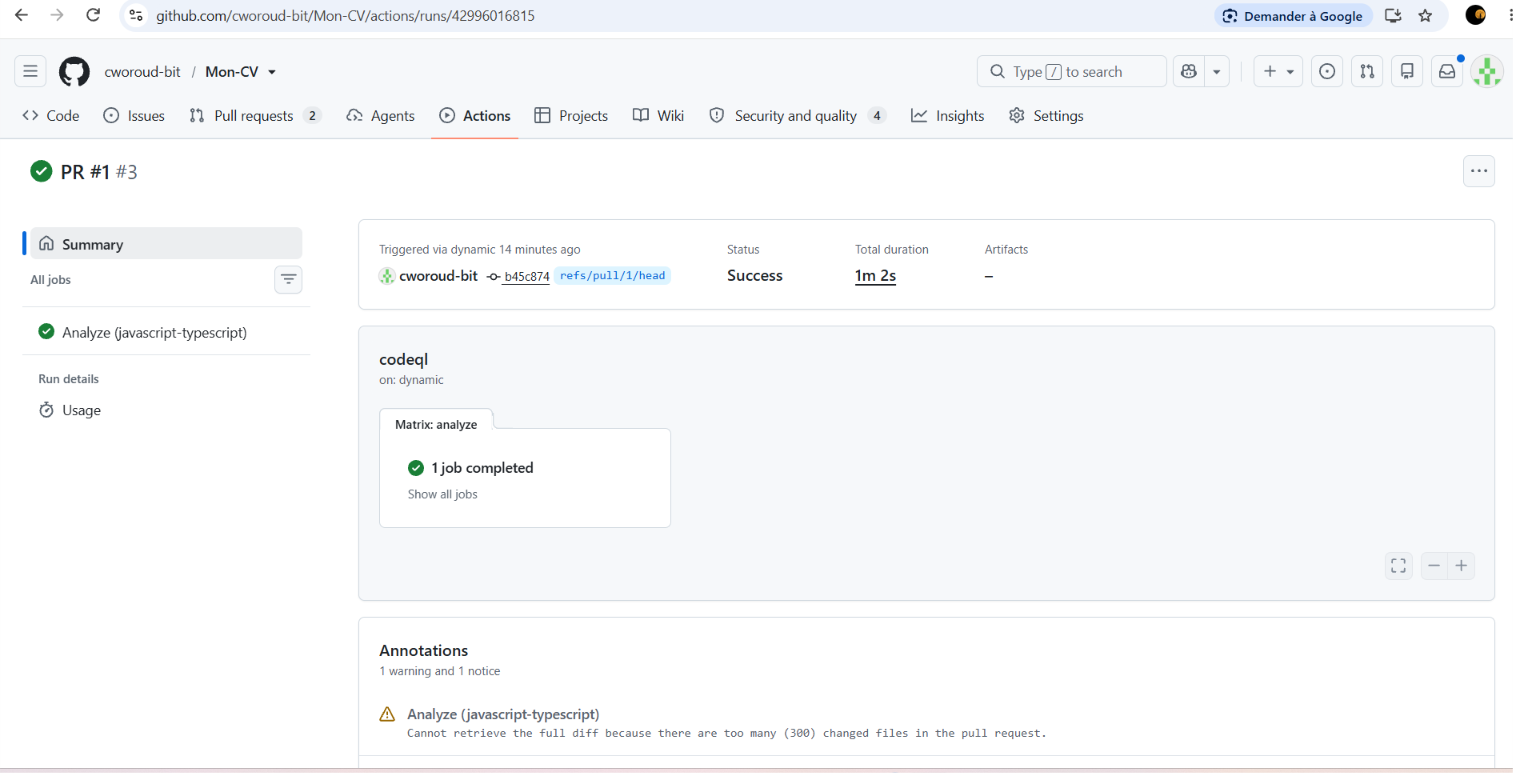 github.com/cworoud-bit/Mon-CV/actions/runs/42996016815
Demander à Google
cworoud-bit / Mon-CV
Type / to search
Code
Issues
Pull requests 2
Agents
Actions
Projects
Wiki
Security and quality 4
Insights
Settings
PR #1 #3
Summary
All jobs
Analyze (javascript-typescript)
Run details
Usage
Triggered via dynamic 14 minutes ago
cworoud-bit b45c874 refs/pull/1/head
Status
Success
Total duration
1m 2s
Artifacts
–
codeql
on: dynamic
Matrix: analyze
1 job completed
Show all jobs
Annotations
1 warning and 1 notice
Analyze (javascript-typescript)
Cannot retrieve the full diff because there are too many (300) changed files in the pull request.